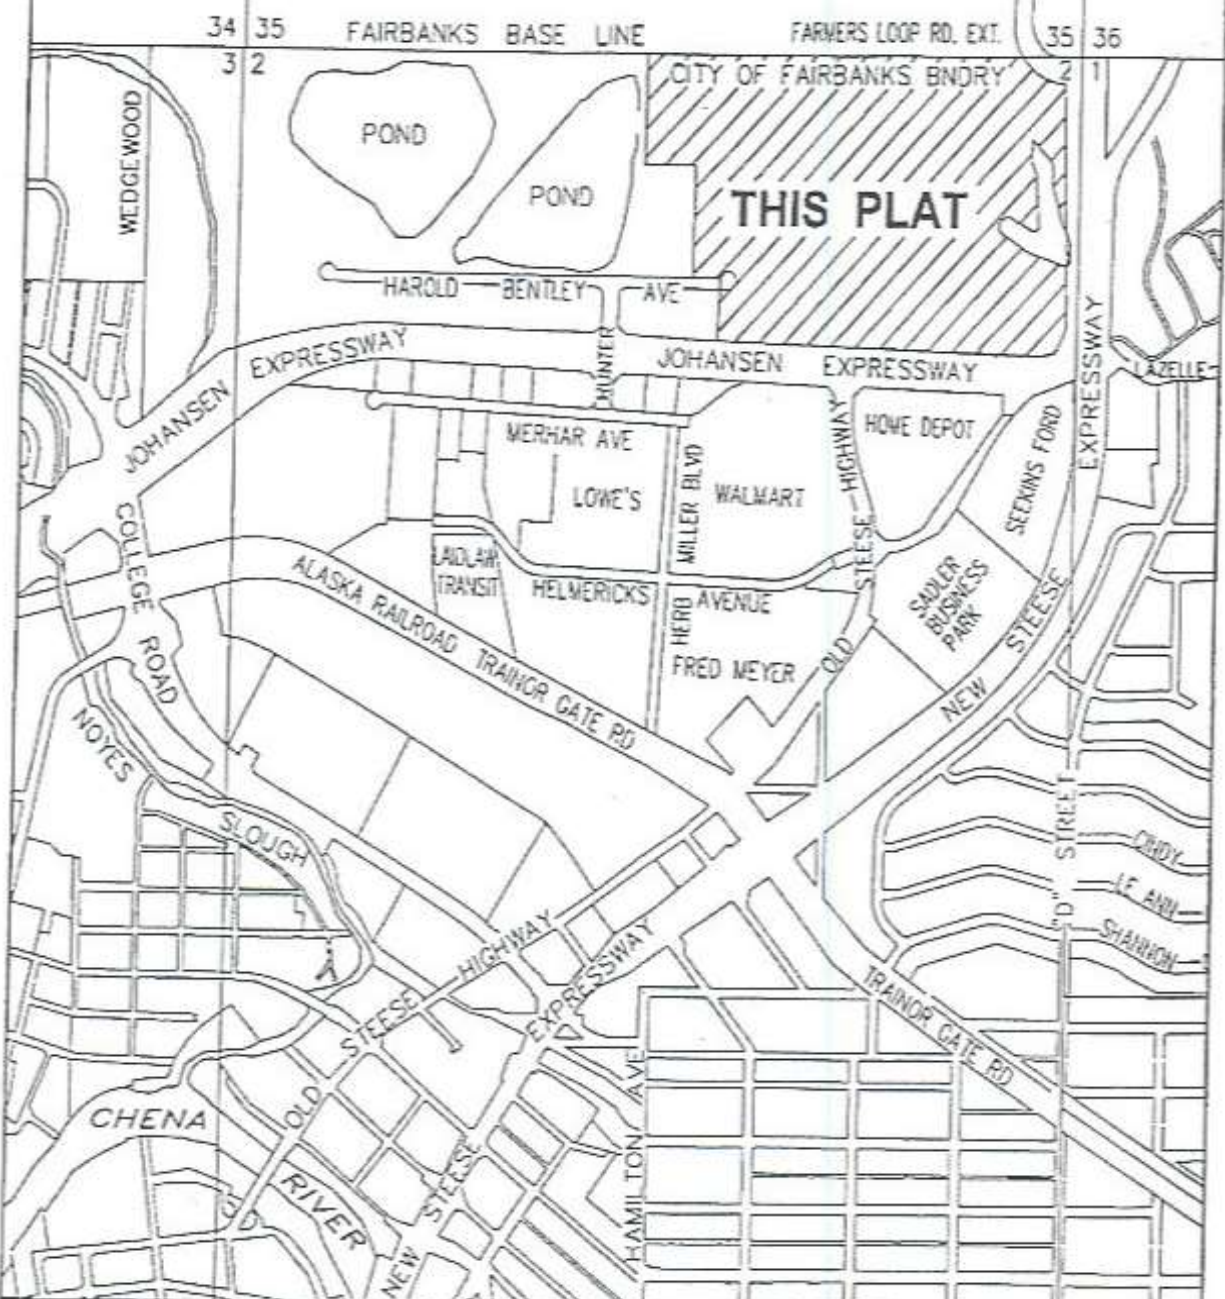 34 35 FAIRBANKS BASE LINE FARMERS LOOP RD. EXT. 35 36
3 2 CITY OF FAIRBANKS BNDRY 2 1
WEDGEWOOD
POND
POND
THIS PLAT
HAROLD BENTLEY AVE
HUNTER
JOHANSEN EXPRESSWAY
JOHANSEN EXPRESSWAY
EXPRESSWAY
LAZELLE
MERHAR AVE
HOME DEPOT
SEEKINS FORD
LOWE'S
MILLER BLVD
WALMART
STEESE HIGHWAY
COLLEGE ROAD
LAIDLAW
TRANSIT
HELMERICKS AVENUE
SADLER
BUSINESS
PARK
ALASKA RAILROAD TRAINOR GATE RD
HERB
FRED MEYER
OLD
NEW STEESE
NOYES
SLOUGH
"D" STREET
CINDY
LE ANN
SHANNON
OLD STEESE HIGHWAY
EXPRESSWAY
TRAINOR GATE RD
HAMILTON AVE
CHENA
RIVER
NEW STEESE